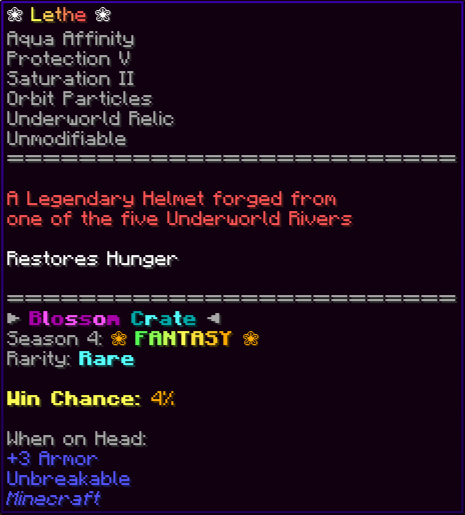 ❀ Lethe ❀
Aqua Affinity
Protection V
Saturation II
Orbit Particles
Underworld Relic
Unmodifiable
==========================
A Legendary Helmet forged from
one of the five Underworld Rivers
Restores Hunger
==========================
► Blossom Crate ◄
Season 4: ❀ FANTASY ❀
Rarity: Rare
Win Chance: 4%
When on Head:
+3 Armor
Unbreakable
Minecraft